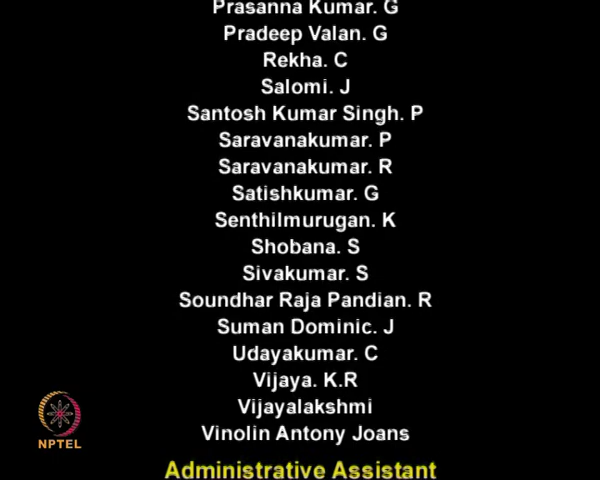 Prasanna Kumar. G
Pradeep Valan. G
Rekha. C
Salomi. J
Santosh Kumar Singh. P
Saravanakumar. P
Saravanakumar. R
Satishkumar. G
Senthilmurugan. K
Shobana. S
Sivakumar. S
Soundhar Raja Pandian. R
Suman Dominic. J
Udayakumar. C
Vijaya. K.R
Vijayalakshmi
Vinolin Antony Joans
NPTEL
Administrative Assistant